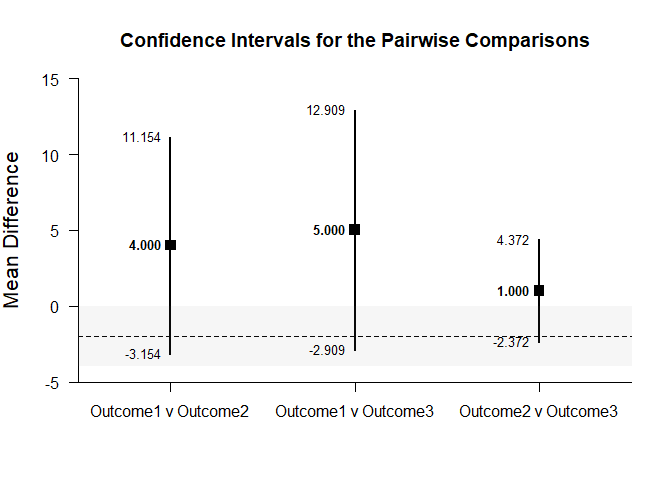 Confidence Intervals for the Pairwise Comparisons
Mean Difference
15
10
5
0
-5
11.154
4.000
-3.154
12.909
5.000
-2.909
4.372
1.000
-2.372
Outcome1 v Outcome2
Outcome1 v Outcome3
Outcome2 v Outcome3